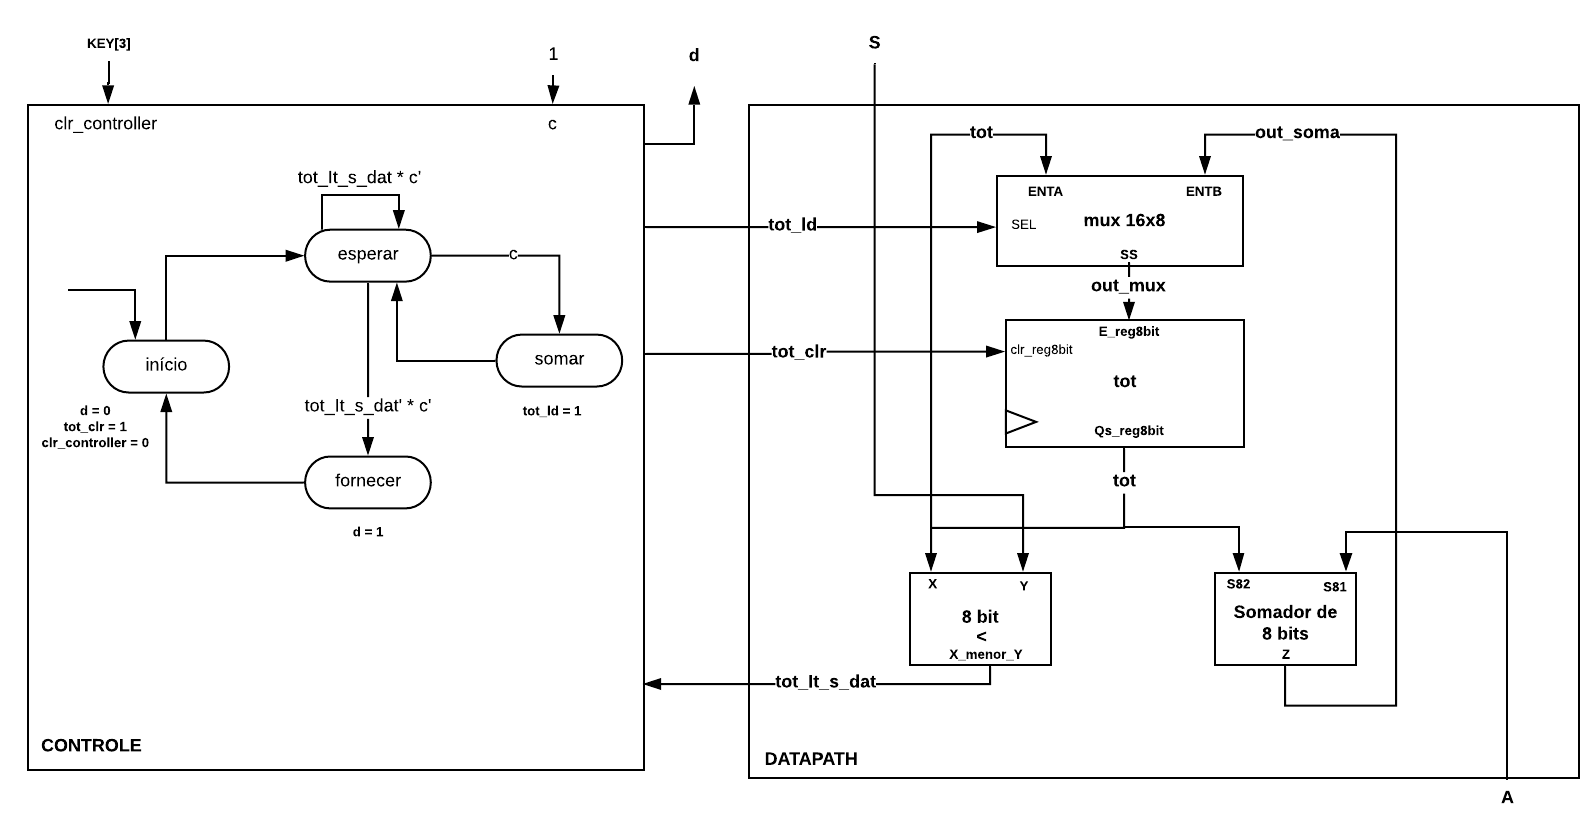 KEY[3]
1
d
S
clr_controller
c
tot_lt_s_dat * c'
esperar
c
início
somar
d = 0
tot_clr = 1
clr_controller = 0
tot_lt_s_dat' * c'
tot_ld = 1
fornecer
d = 1
CONTROLE
tot_ld
tot_clr
tot_lt_s_dat
tot
out_soma
ENTA
ENTB
SEL
mux 16x8
SS
out_mux
E_reg8bit
clr_reg8bit
tot
Qs_reg8bit
tot
X
Y
8 bit
<
X_menor_Y
S82
S81
Somador de
8 bits
Z
DATAPATH
A